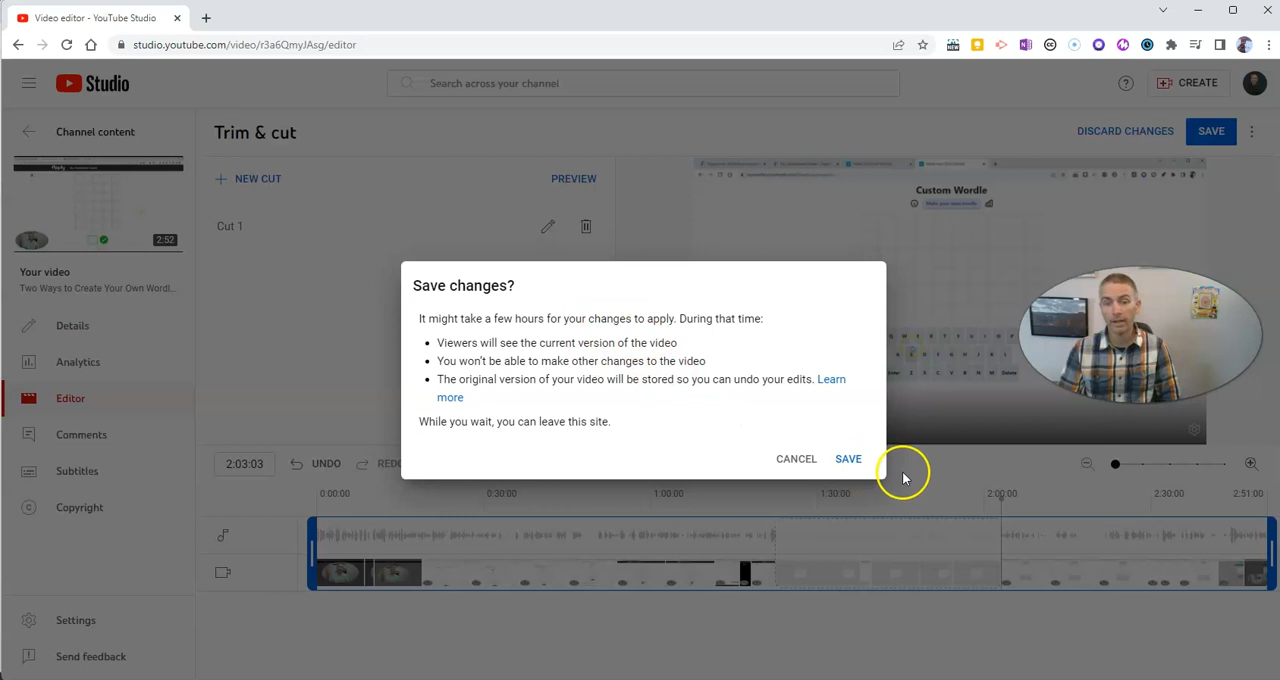 Video editor - YouTube Studio
studio.youtube.com/video/r3a6QmyJAsg/editor
Studio
Search across your channel
CREATE
Channel content
Trim & cut
DISCARD CHANGES
SAVE
NEW CUT
PREVIEW
Custom Wordle
Cut 1
2:52
Your video
Two Ways to Create Your Own Wordl...
Save changes?
It might take a few hours for your changes to apply. During that time:
• Viewers will see the current version of the video
• You won't be able to make other changes to the video
• The original version of your video will be stored so you can undo your edits. Learn
more
While you wait, you can leave this site.
CANCEL
SAVE
Details
Analytics
Editor
Comments
Subtitles
Copyright
2:03:03
UNDO
REDO
0:00:00
0:30:00
1:00:00
1:30:00
2:00:00
2:30:00
2:51:00
Settings
Send feedback